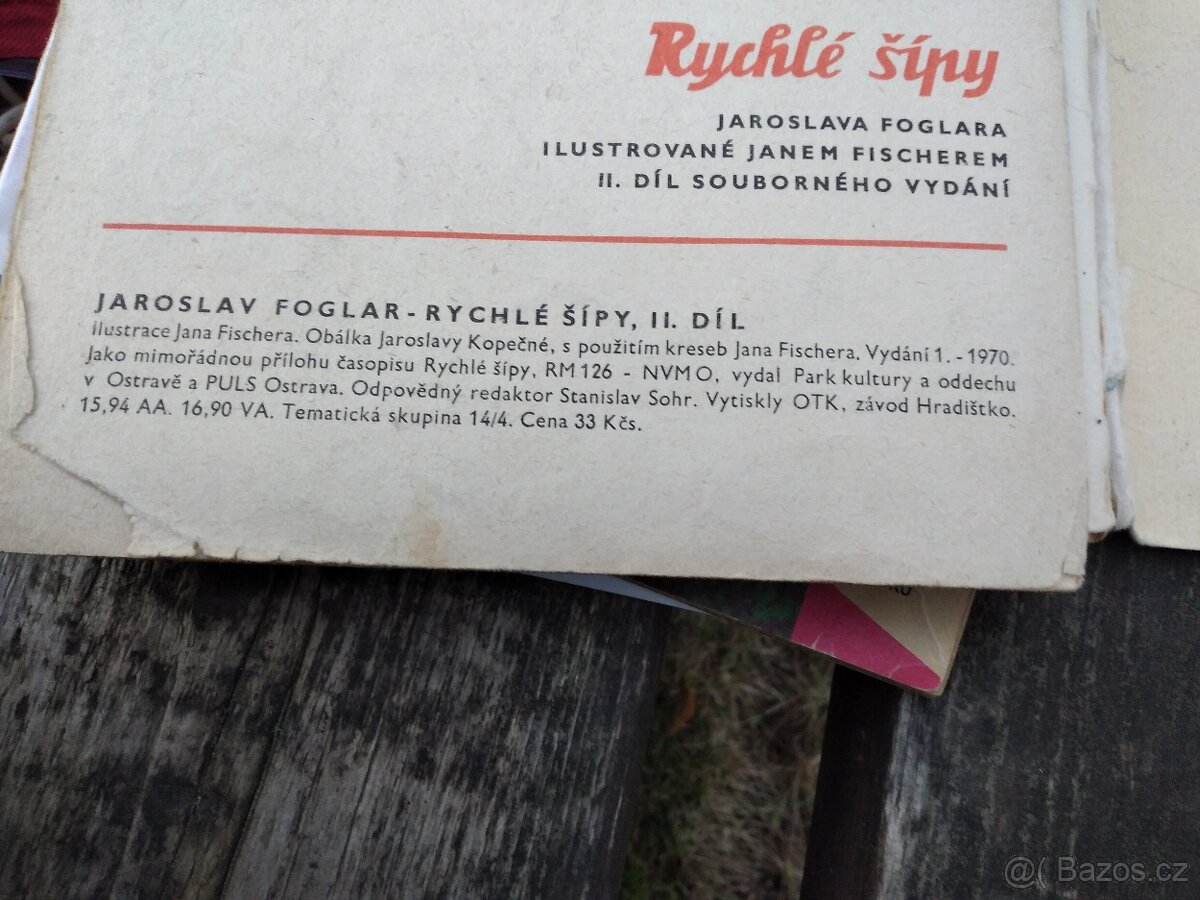 Rychlé šípy
JAROSLAVA FOGLARA
ILUSTROVANÉ JANEM FISCHEREM
II. DÍL SOUBORNÉHO VYDÁNÍ
JAROSLAV FOGLAR - RYCHLÉ ŠÍPY, II. DÍL
Ilustrace Jana Fischera. Obálka Jaroslavy Kopečné, s použitím kreseb Jana Fischera. Vydání 1. - 1970.
Jako mimořádnou přílohu časopisu Rychlé šípy, RM 126 - NVMO, vydal Park kultury a oddechu
v Ostravě a PULS Ostrava. Odpovědný redaktor Stanislav Sohr. Vytiskly OTK, závod Hradištko.
15,94 AA. 16,90 VA. Tematická skupina 14/4. Cena 33 Kčs.
@( Bazos.cz